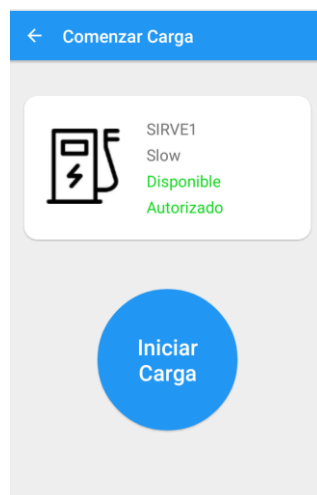 Comenzar Carga
SIRVE1
Slow
Disponible
Autorizado
Iniciar
Carga